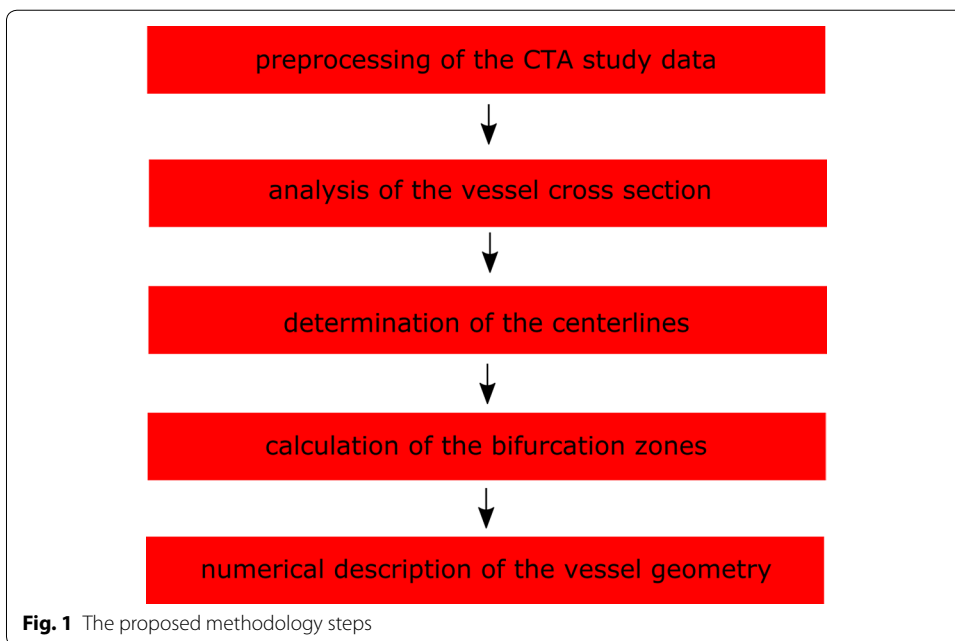 preprocessing of the CTA study data
analysis of the vessel cross section
determination of the centerlines
calculation of the bifurcation zones
numerical description of the vessel geometry
Fig. 1 The proposed methodology steps